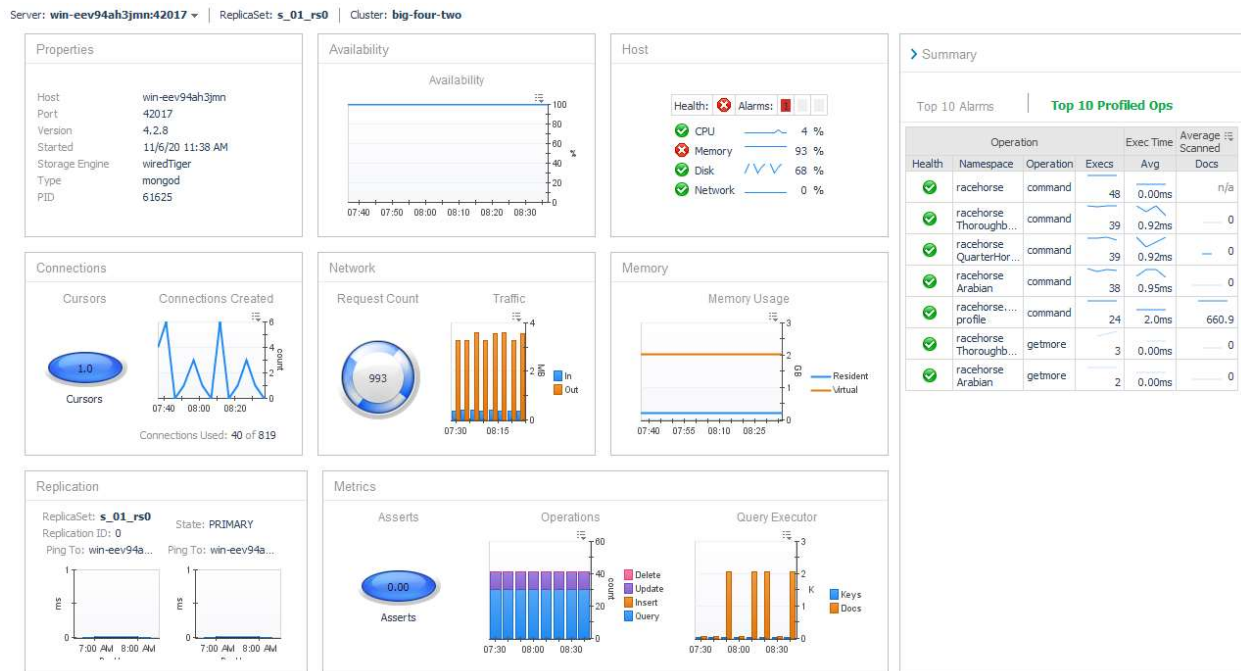 Server: win-eev94ah3jmn:42017 ReplicaSet: s_01_rs0 Cluster: big-four-two
Properties
Host win-eev94ah3jmn
Port 42017
Version 4.2.8
Started 11/6/20 11:38 AM
Storage Engine wiredTiger
Type mongod
PID 61625
Availability
Availability
100
80
60
%
40
20
0
07:40 07:50 08:00 08:10 08:20 08:30
Host
Health: Alarms: 1
CPU 4 %
Memory 93 %
Disk 68 %
Network 0 %
Summary
Top 10 Alarms Top 10 Profiled Ops
Operation Exec Time Average Scanned
Health Namespace Operation Execs Avg Docs
racehorse command 48 0.00ms n/a
racehorse Thoroughb... command 39 0.92ms 0
racehorse QuarterHor... command 39 0.92ms 0
racehorse Arabian command 38 0.95ms 0
racehorse.... profile command 24 2.0ms 660.9
racehorse Thoroughb... getmore 3 0.00ms 0
racehorse Arabian getmore 2 0.00ms 0
Connections
Cursors
1.0
Cursors
Connections Created
6
4
count
2
0
07:40 08:00 08:20
Connections Used: 40 of 819
Network
Request Count
993
Traffic
4
2
MB
0
In
Out
07:30 08:15
Memory
Memory Usage
3
2
GB
1
0
Resident
Virtual
07:40 07:55 08:10 08:25
Replication
ReplicaSet: s_01_rs0
State: PRIMARY
Replication ID: 0
Ping To: win-eev94a... Ping To: win-eev94a...
1 1
ms ms
0 0
7:00 AM 8:00 AM 7:00 AM 8:00 AM
Metrics
Asserts
0.00
Asserts
Operations
60
40
count
20
0
Delete
Update
Insert
Query
07:30 08:00 08:30
Query Executor
3
2
K
1
0
Keys
Docs
07:30 08:00 08:30